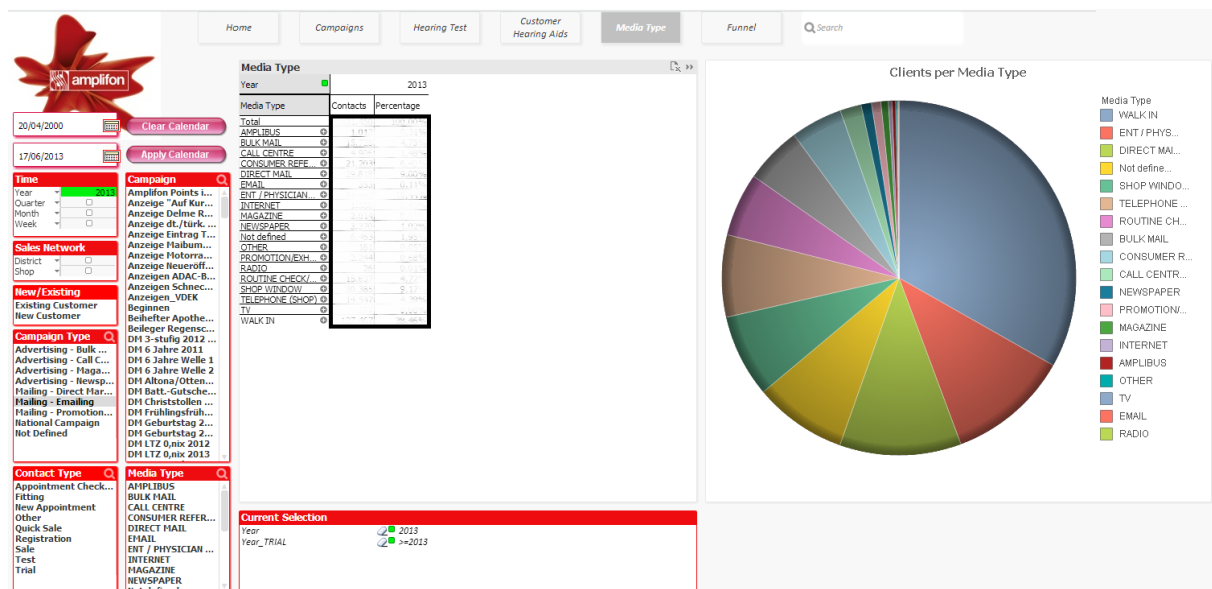 Home
Campaigns
Hearing Test
Customer
Hearing Aids
Media Type
Funnel
Search
amplifon
20/04/2000
Clear Calendar
17/06/2013
Apply Calendar
Time
Year 2013
Quarter
Month
Week
Sales Network
District
Shop
New/Existing
Existing Customer
New Customer
Campaign Type
Advertising - Bulk ...
Advertising - Call C...
Advertising - Maga...
Advertising - Newsp...
Mailing - Direct Mar...
Mailing - Emailing
Mailing - Promotion...
National Campaign
Not Defined
Contact Type
Appointment Check...
Fitting
New Appointment
Other
Quick Sale
Registration
Sale
Test
Trial
Campaign
Amplifon Points i...
Anzeige "Auf Kur...
Anzeige Delme R...
Anzeige dt./türk. ...
Anzeige Eintrag T...
Anzeige Maibum...
Anzeige Motorra...
Anzeige Neueröff...
Anzeigen ADAC-B...
Anzeigen Schnec...
Anzeigen_VDEK
Beginnen
Beihefter Apothe...
Beileger Regensc...
DM 3-stufig 2012 ...
DM 6 Jahre 2011
DM 6 Jahre Welle 1
DM 6 Jahre Welle 2
DM Altona/Otten...
DM Batt.-Gutsche...
DM Christstollen ...
DM Frühlingsfrüh...
DM Geburtstag 2...
DM Geburtstag 2...
DM LTZ 0,nix 2012
DM LTZ 0,nix 2013
Media Type
AMPLIBUS
BULK MAIL
CALL CENTRE
CONSUMER REFER...
DIRECT MAIL
EMAIL
ENT / PHYSICIAN ...
INTERNET
MAGAZINE
NEWSPAPER
Media Type
Year 2013
Media Type Contacts Percentage
Total
AMPLIBUS
BULK MAIL
CALL CENTRE
CONSUMER REFE...
DIRECT MAIL
EMAIL
ENT / PHYSICIAN...
INTERNET
MAGAZINE
NEWSPAPER
Not defined
OTHER
PROMOTION/EXH...
RADIO
ROUTINE CHECK/...
SHOP WINDOW
TELEPHONE (SHOP)
TV
WALK IN
Current Selection
Year 2013
Year_TRIAL >=2013
Clients per Media Type
Media Type
WALK IN
ENT / PHYS...
DIRECT MAI...
Not define...
SHOP WINDO...
TELEPHONE ...
ROUTINE CH...
BULK MAIL
CONSUMER R...
CALL CENTR...
NEWSPAPER
PROMOTION/...
MAGAZINE
INTERNET
AMPLIBUS
OTHER
TV
EMAIL
RADIO